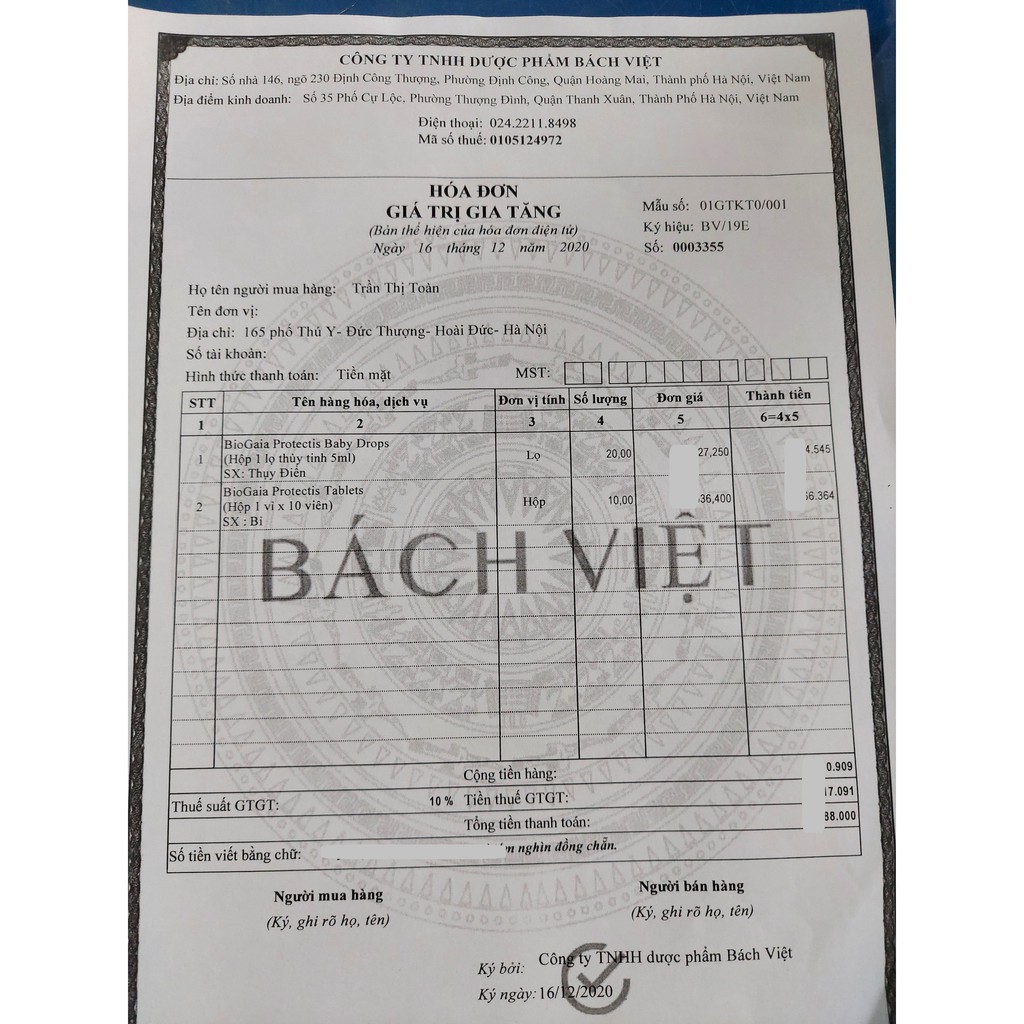 CÔNG TY TNHH DƯỢC PHẨM BÁCH VIỆT
Địa chỉ: Số nhà 146, ngõ 230 Định Công Thượng, Phường Định Công, Quận Hoàng Mai, Thành phố Hà Nội, Việt Nam
Địa điểm kinh doanh: Số 35 Phố Cự Lộc, Phường Thượng Đình, Quận Thanh Xuân, Thành Phố Hà Nội, Việt Nam
Điện thoại: 024.2211.8498
Mã số thuế: 0105124972
HÓA ĐƠN
GIÁ TRỊ GIA TĂNG
(Bản thể hiện của hóa đơn điện tử)
Ngày 16 tháng 12 năm 2020
Mẫu số: 01GTKT0/001
Ký hiệu: BV/19E
Số: 0003355
Họ tên người mua hàng: Trần Thị Toàn
Tên đơn vị:
Địa chỉ: 165 phố Thú Y- Đức Thượng- Hoài Đức- Hà Nội
Số tài khoản:
Hình thức thanh toán: Tiền mặt MST:
STT Tên hàng hóa, dịch vụ Đơn vị tính Số lượng Đơn giá Thành tiền
1 2 3 4 5 6=4x5
BioGaia Protectis Baby Drops
1 (Hộp 1 lọ thủy tinh 5ml) Lọ 20,00 27,250 4.545
SX: Thụy Điển
BioGaia Protectis Tablets
2 (Hộp 1 vỉ x 10 viên) Hộp 10,00 36,400 6.364
SX : Bỉ
BÁCH VIỆT
Cộng tiền hàng: 0.909
Thuế suất GTGT: 10 % Tiền thuế GTGT: 7.091
Tổng tiền thanh toán: 88.000
Số tiền viết bằng chữ: nghìn đồng chẵn.
Người mua hàng
(Ký, ghi rõ họ, tên)
Người bán hàng
(Ký, ghi rõ họ, tên)
Ký bởi: Công ty TNHH dược phẩm Bách Việt
Ký ngày: 16/12/2020